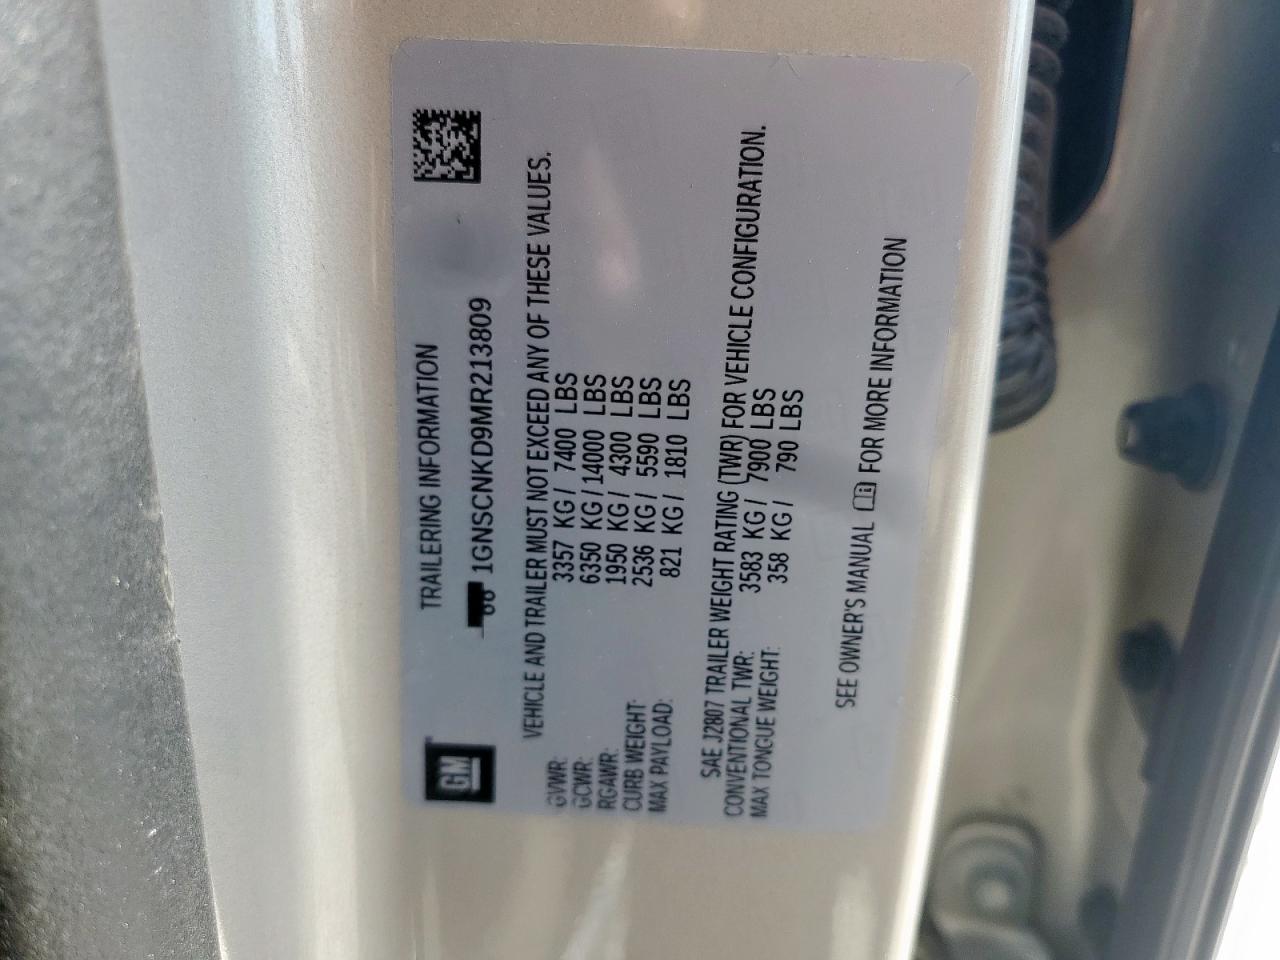 GM
TRAILERING INFORMATION
1GNSCNKD9MR213809
VEHICLE AND TRAILER MUST NOT EXCEED ANY OF THESE VALUES.
GVWR: 3357 KG / 7400 LBS
GCWR: 6350 KG / 14000 LBS
RGAWR: 1950 KG / 4300 LBS
CURB WEIGHT: 2536 KG / 5590 LBS
MAX PAYLOAD: 821 KG / 1810 LBS
SAE J2807 TRAILER WEIGHT RATING (TWR) FOR VEHICLE CONFIGURATION.
CONVENTIONAL TWR: 3583 KG / 7900 LBS
MAX TONGUE WEIGHT: 358 KG / 790 LBS
SEE OWNER'S MANUAL FOR MORE INFORMATION